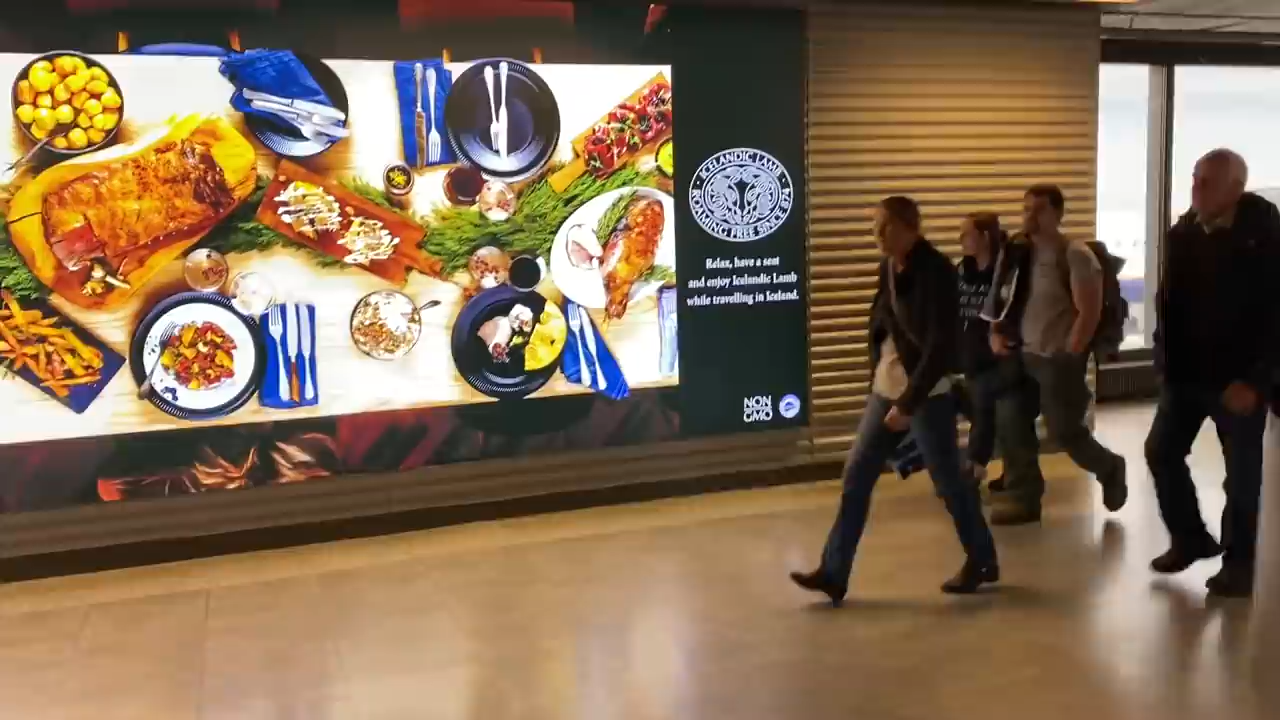 ICELANDIC LAMB
ROAMING FREE SINCE 874
Relax, have a seat
and enjoy Icelandic Lamb
while travelling in Iceland.
NON
GMO